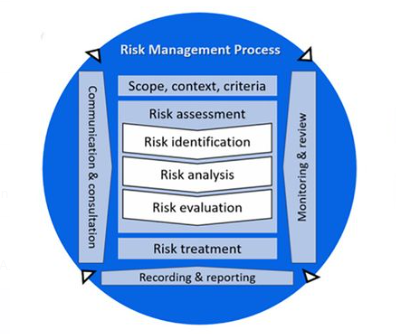 Risk Management Process
Scope, context, criteria
Risk assessment
Risk identification
Risk analysis
Risk evaluation
Risk treatment
Communication & consultation
Monitoring & review
Recording & reporting